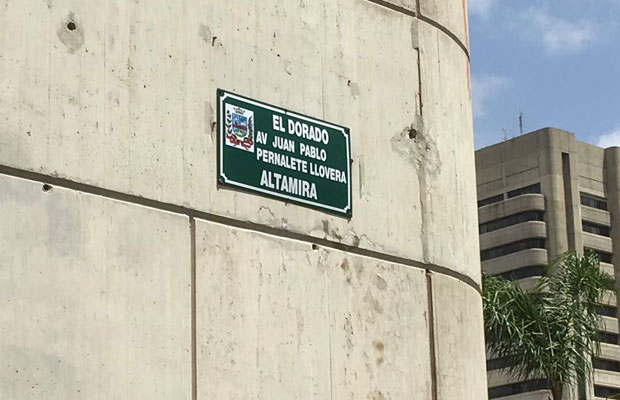 EL DORADO
AV JUAN PABLO
PERNALETE LLOVERA
ALTAMIRA